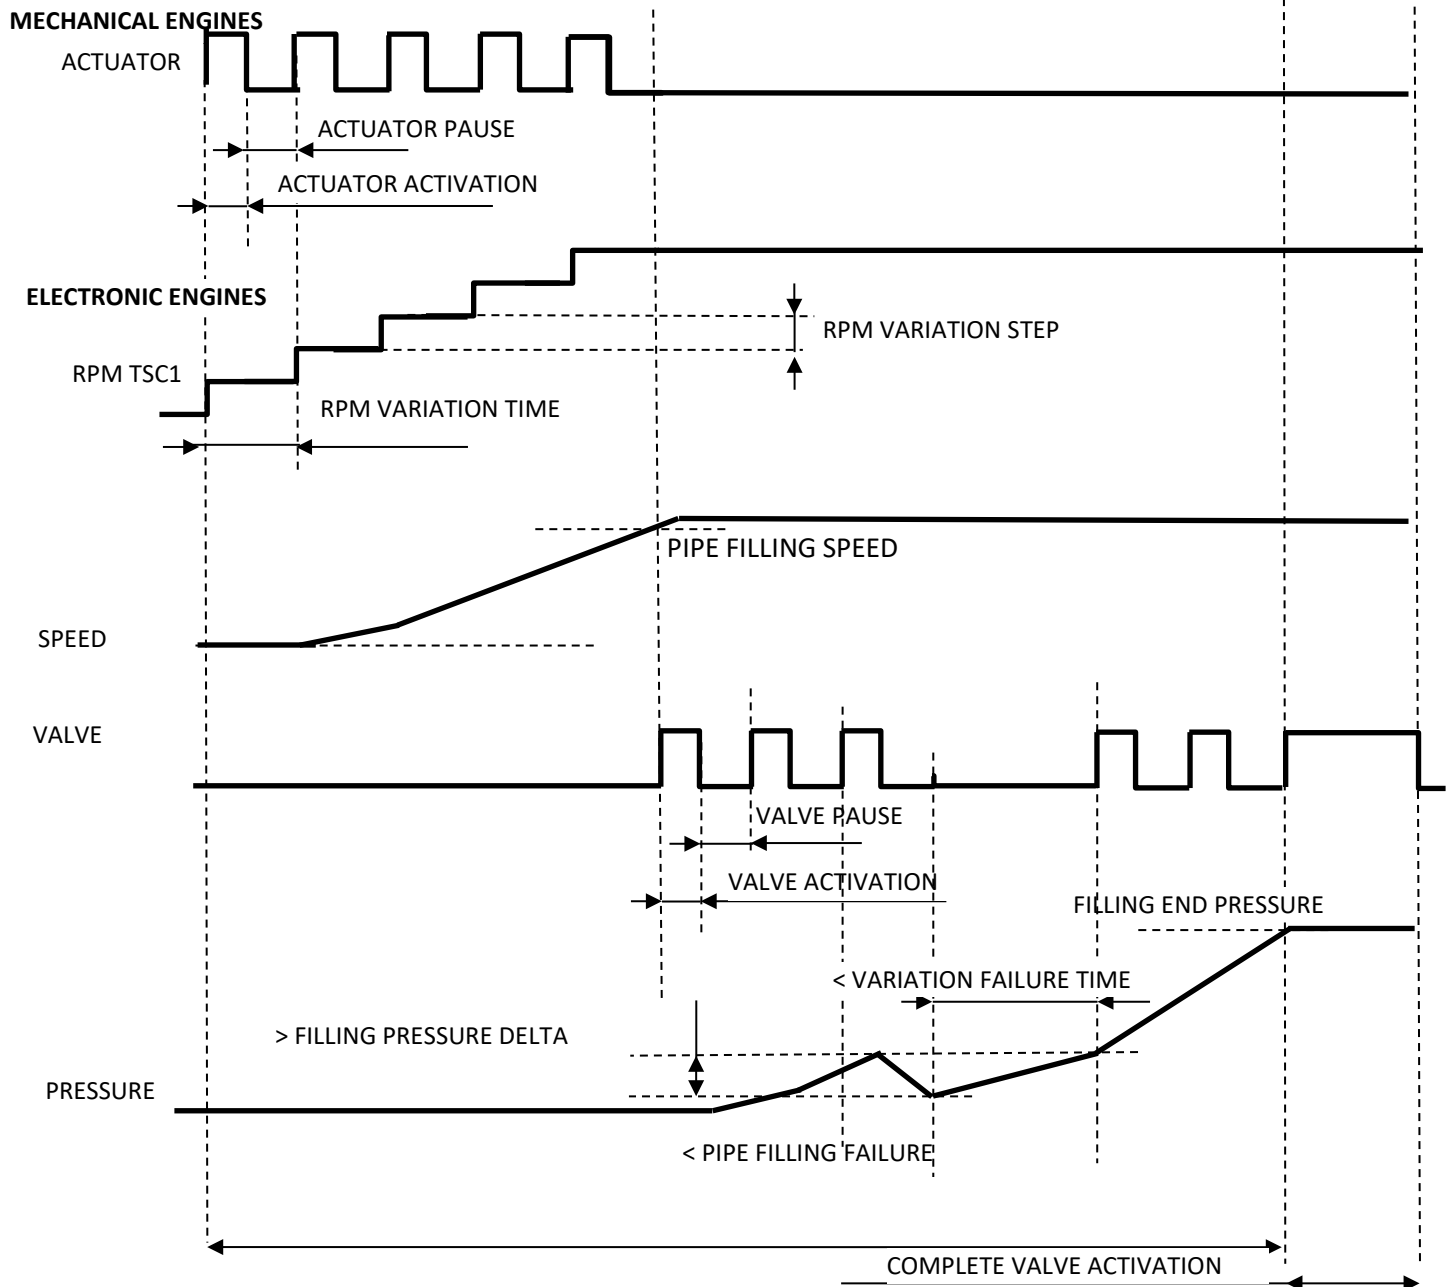 MECHANICAL ENGINES
ACTUATOR
ACTUATOR PAUSE
ACTUATOR ACTIVATION
ELECTRONIC ENGINES
RPM VARIATION STEP
RPM TSC1
RPM VARIATION TIME
PIPE FILLING SPEED
SPEED
VALVE
VALVE PAUSE
VALVE ACTIVATION
FILLING END PRESSURE
< VARIATION FAILURE TIME
> FILLING PRESSURE DELTA
PRESSURE
< PIPE FILLING FAILURE
COMPLETE VALVE ACTIVATION